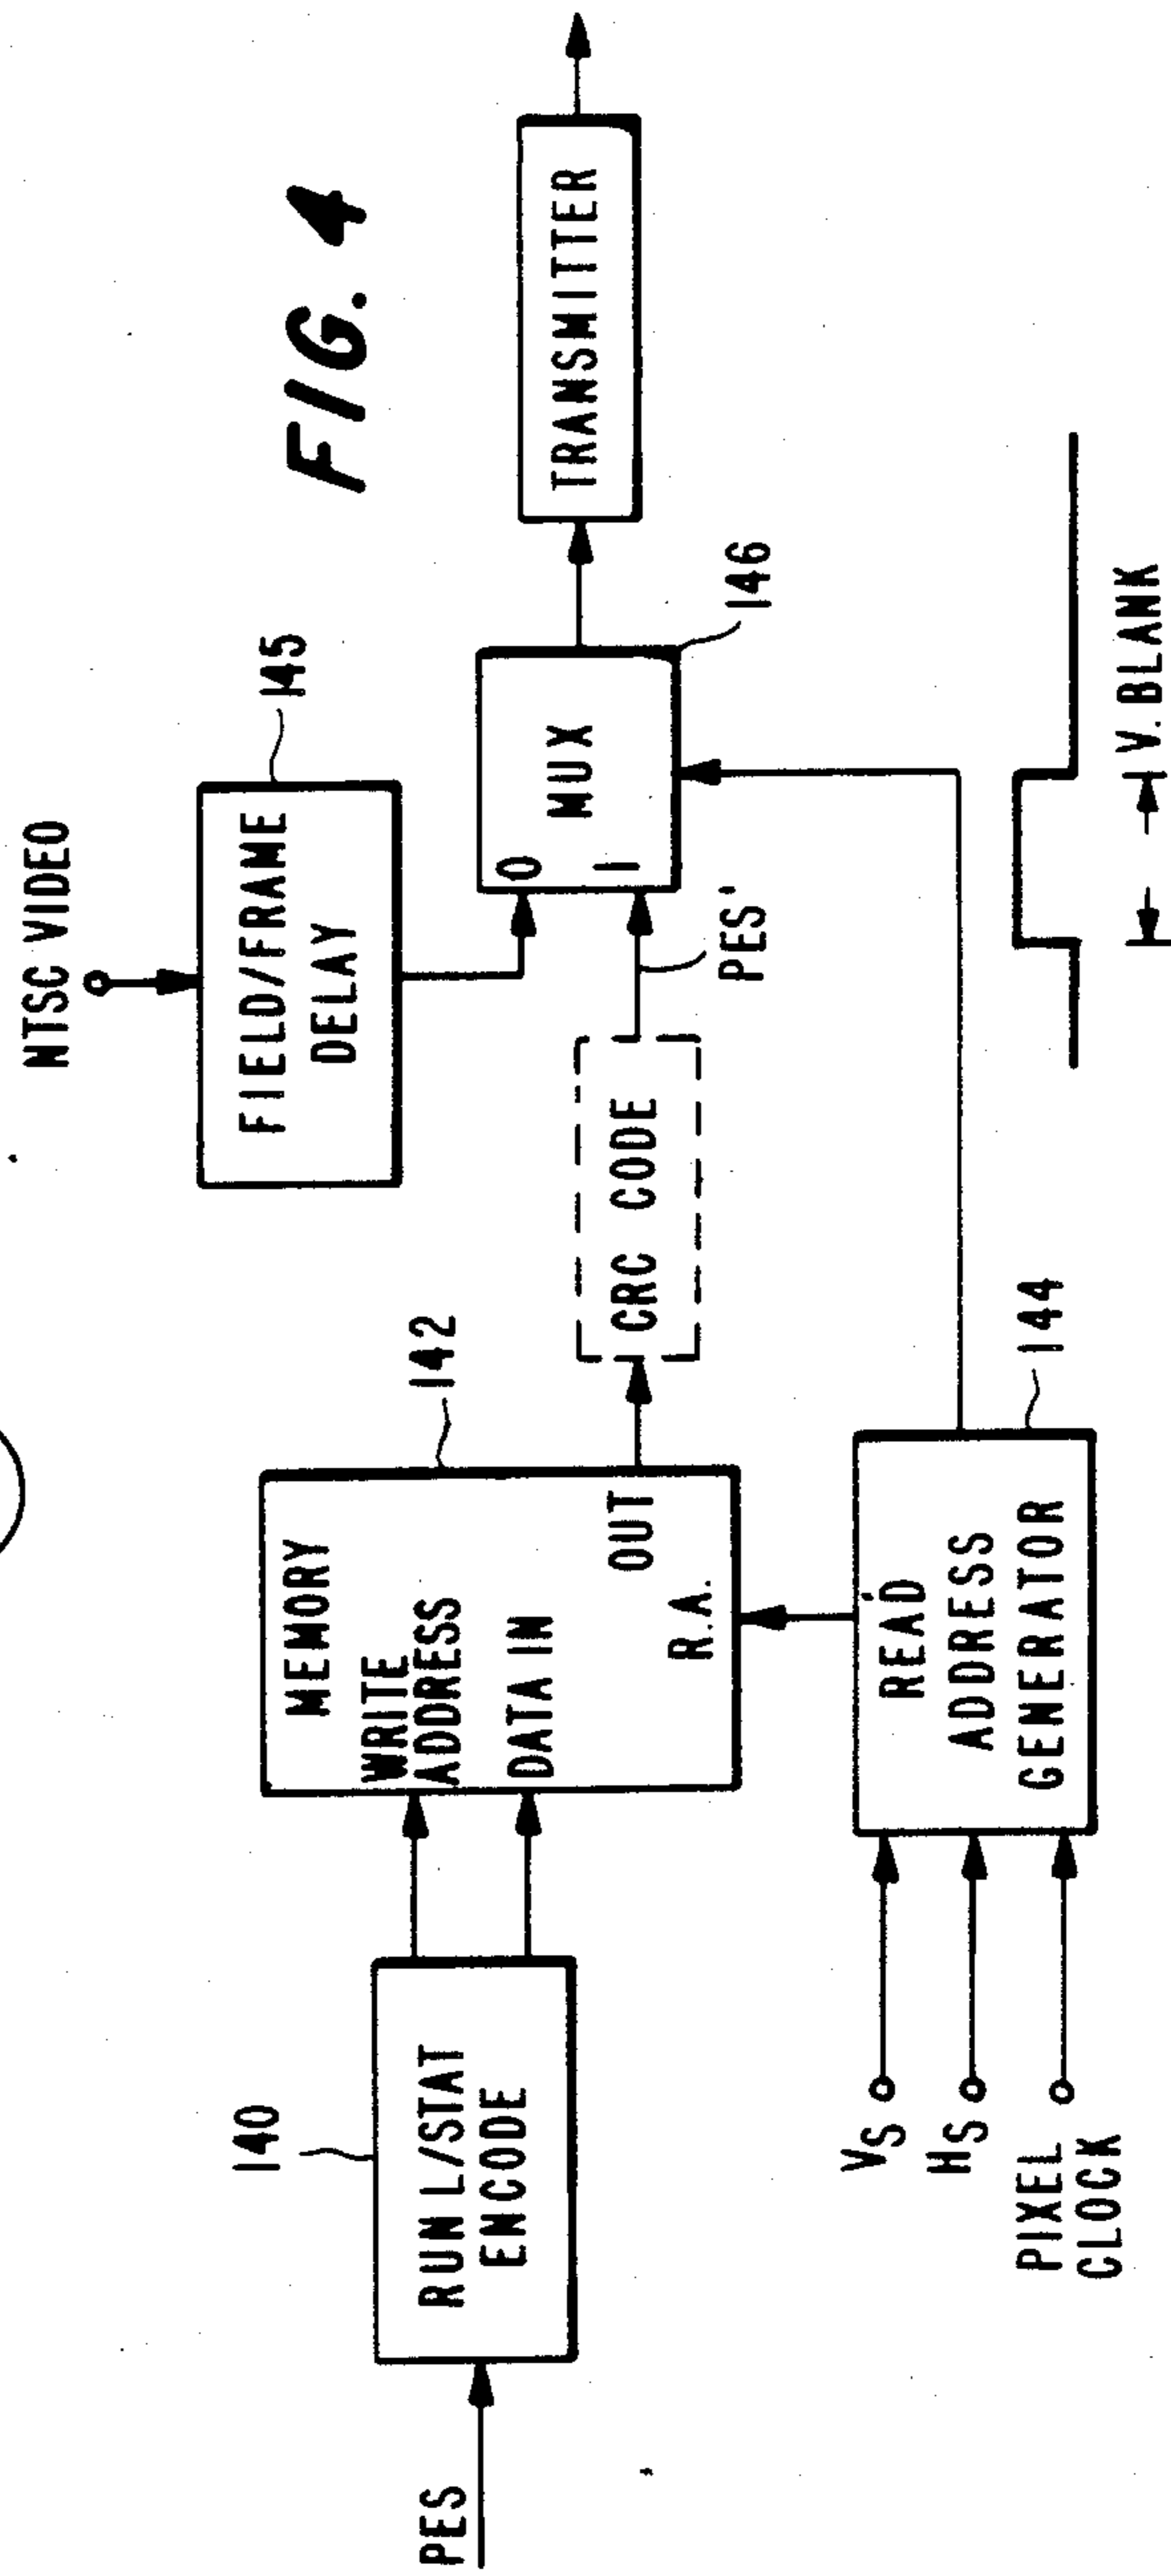 FIG. 4
NTSC VIDEO
FIELD/FRAME
DELAY
145
140
RUN L/STAT
ENCODE
PES
MEMORY
WRITE
ADDRESS
DATA IN
OUT
R.A.
142
CRC CODE
PES'
0
1
MUX
146
TRANSMITTER
VS
HS
PIXEL
CLOCK
READ
ADDRESS
GENERATOR
144
V. BLANK